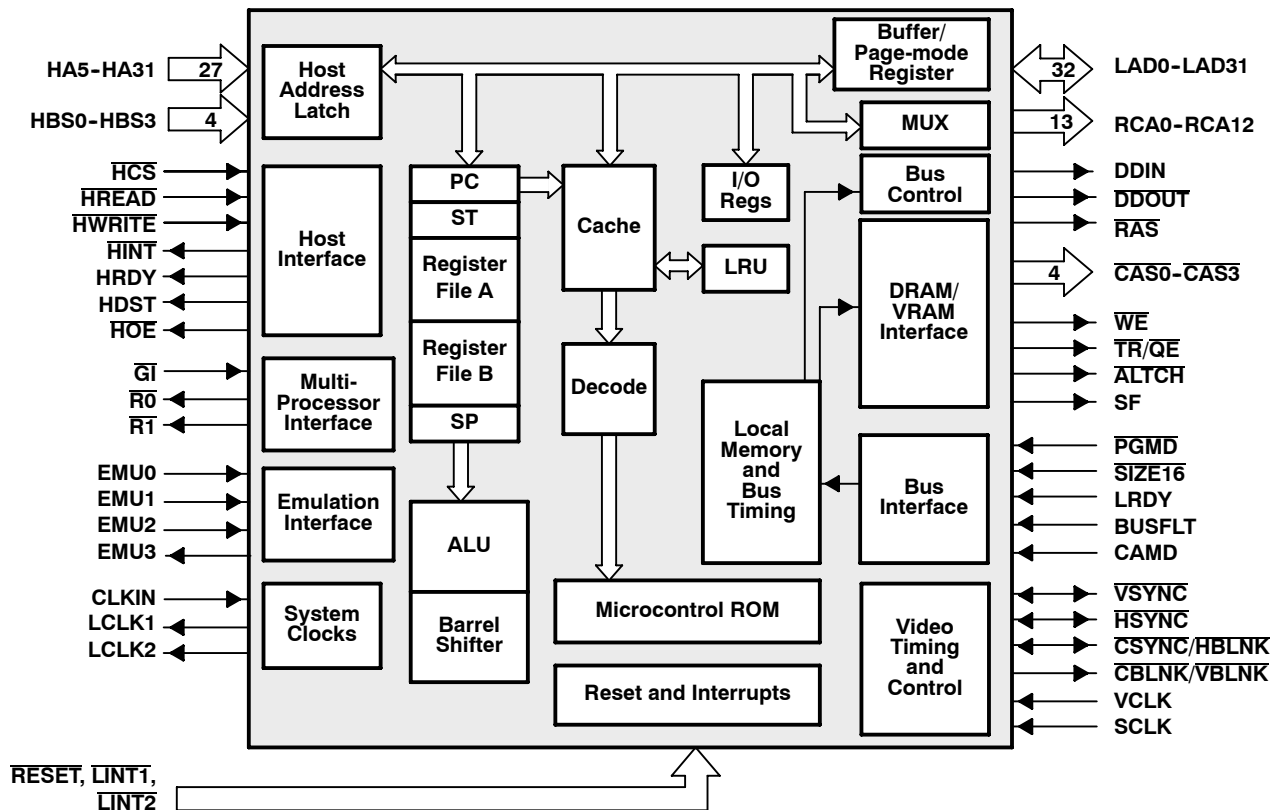 HA5-HA31
27
HBS0-HBS3
4
HCS
HREAD
HWRITE
HINT
HRDY
HDST
HOE
GI
R0
R1
EMU0
EMU1
EMU2
EMU3
CLKIN
LCLK1
LCLK2
RESET, LINT1,
LINT2
Host
Address
Latch
Host
Interface
Multi-
Processor
Interface
Emulation
Interface
System
Clocks
PC
ST
Register
File A
Register
File B
SP
ALU
Barrel
Shifter
Cache
Decode
Microcontrol ROM
Reset and Interrupts
I/O
Regs
LRU
Local
Memory
and
Bus
Timing
Buffer/
Page-mode
Register
MUX
Bus
Control
DRAM/
VRAM
Interface
Bus
Interface
Video
Timing
and
Control
32
LAD0-LAD31
13
RCA0-RCA12
DDIN
DDOUT
RAS
4
CAS0-CAS3
WE
TR/QE
ALTCH
SF
PGMD
SIZE16
LRDY
BUSFLT
CAMD
VSYNC
HSYNC
CSYNC/HBLNK
CBLNK/VBLNK
VCLK
SCLK